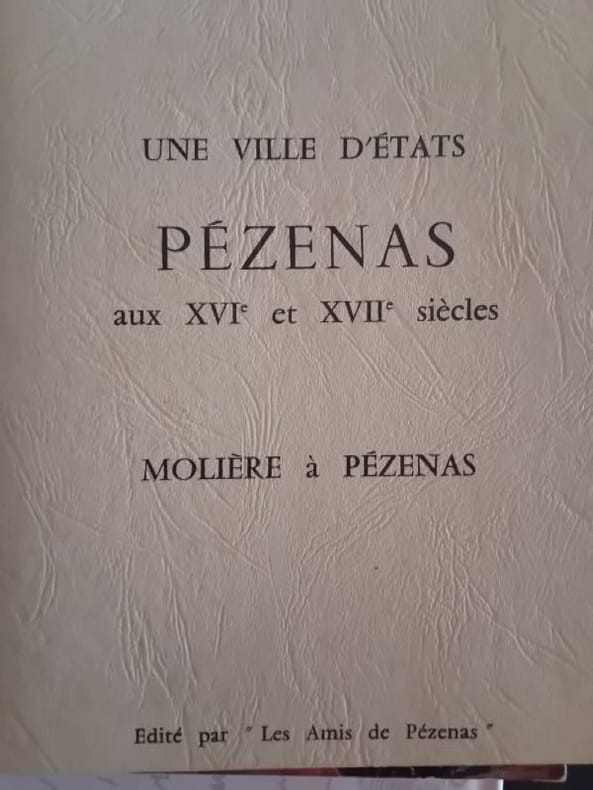 UNE VILLE D'ÉTATS
PÉZENAS
aux XVIᵉ et XVIIᵉ siècles
MOLIÈRE à PÉZENAS
Edité par "Les Amis de Pézenas"